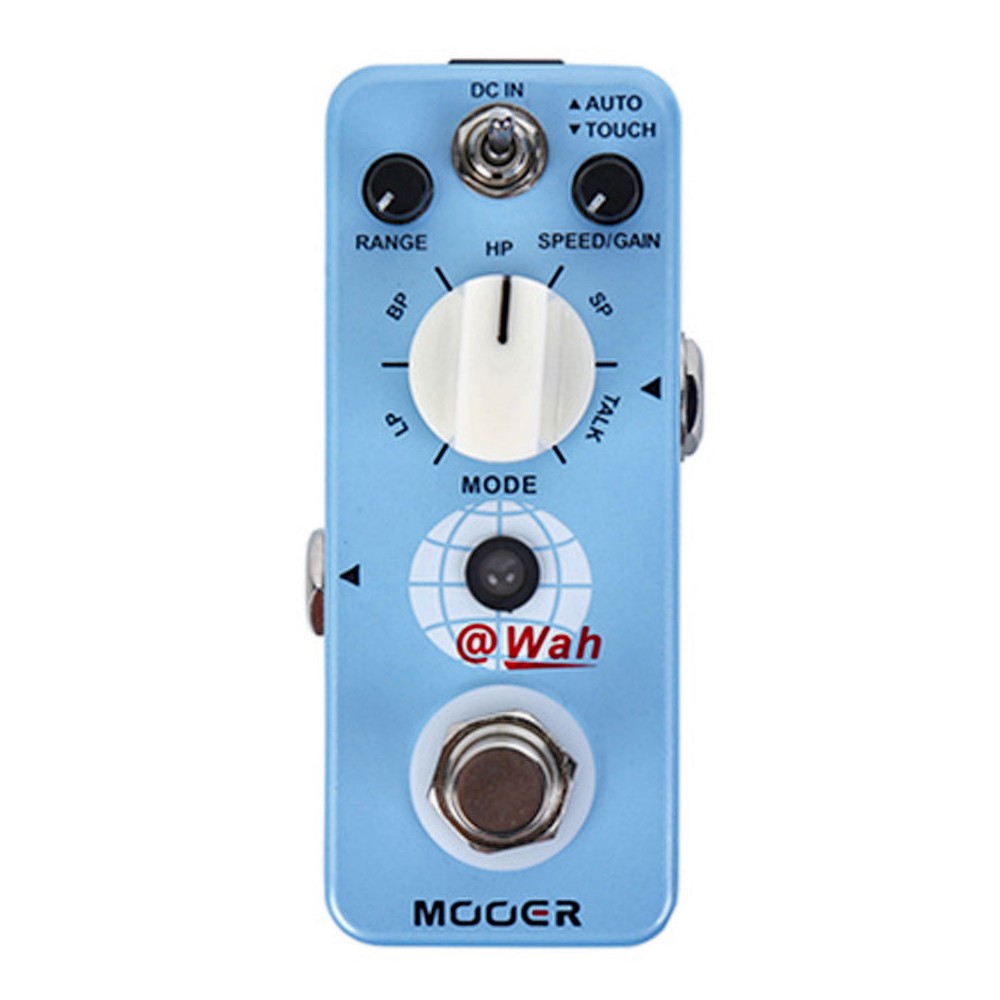 DC IN
▲ AUTO
▼ TOUCH
RANGE
HP
SPEED/GAIN
BP
SP
LP
TALK
MODE
@Wah
MOOER